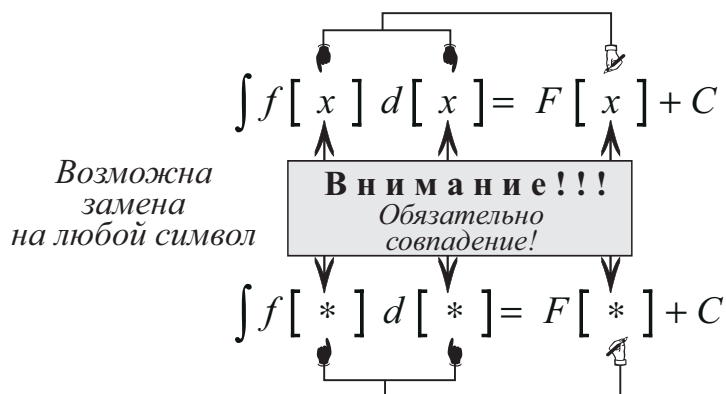 ∫ f [ x ] d [ x ] = F [ x ] + C
Возможна
замена
на любой символ
Внимание!!!
Обязательно
совпадение!
∫ f [ * ] d [ * ] = F [ * ] + C